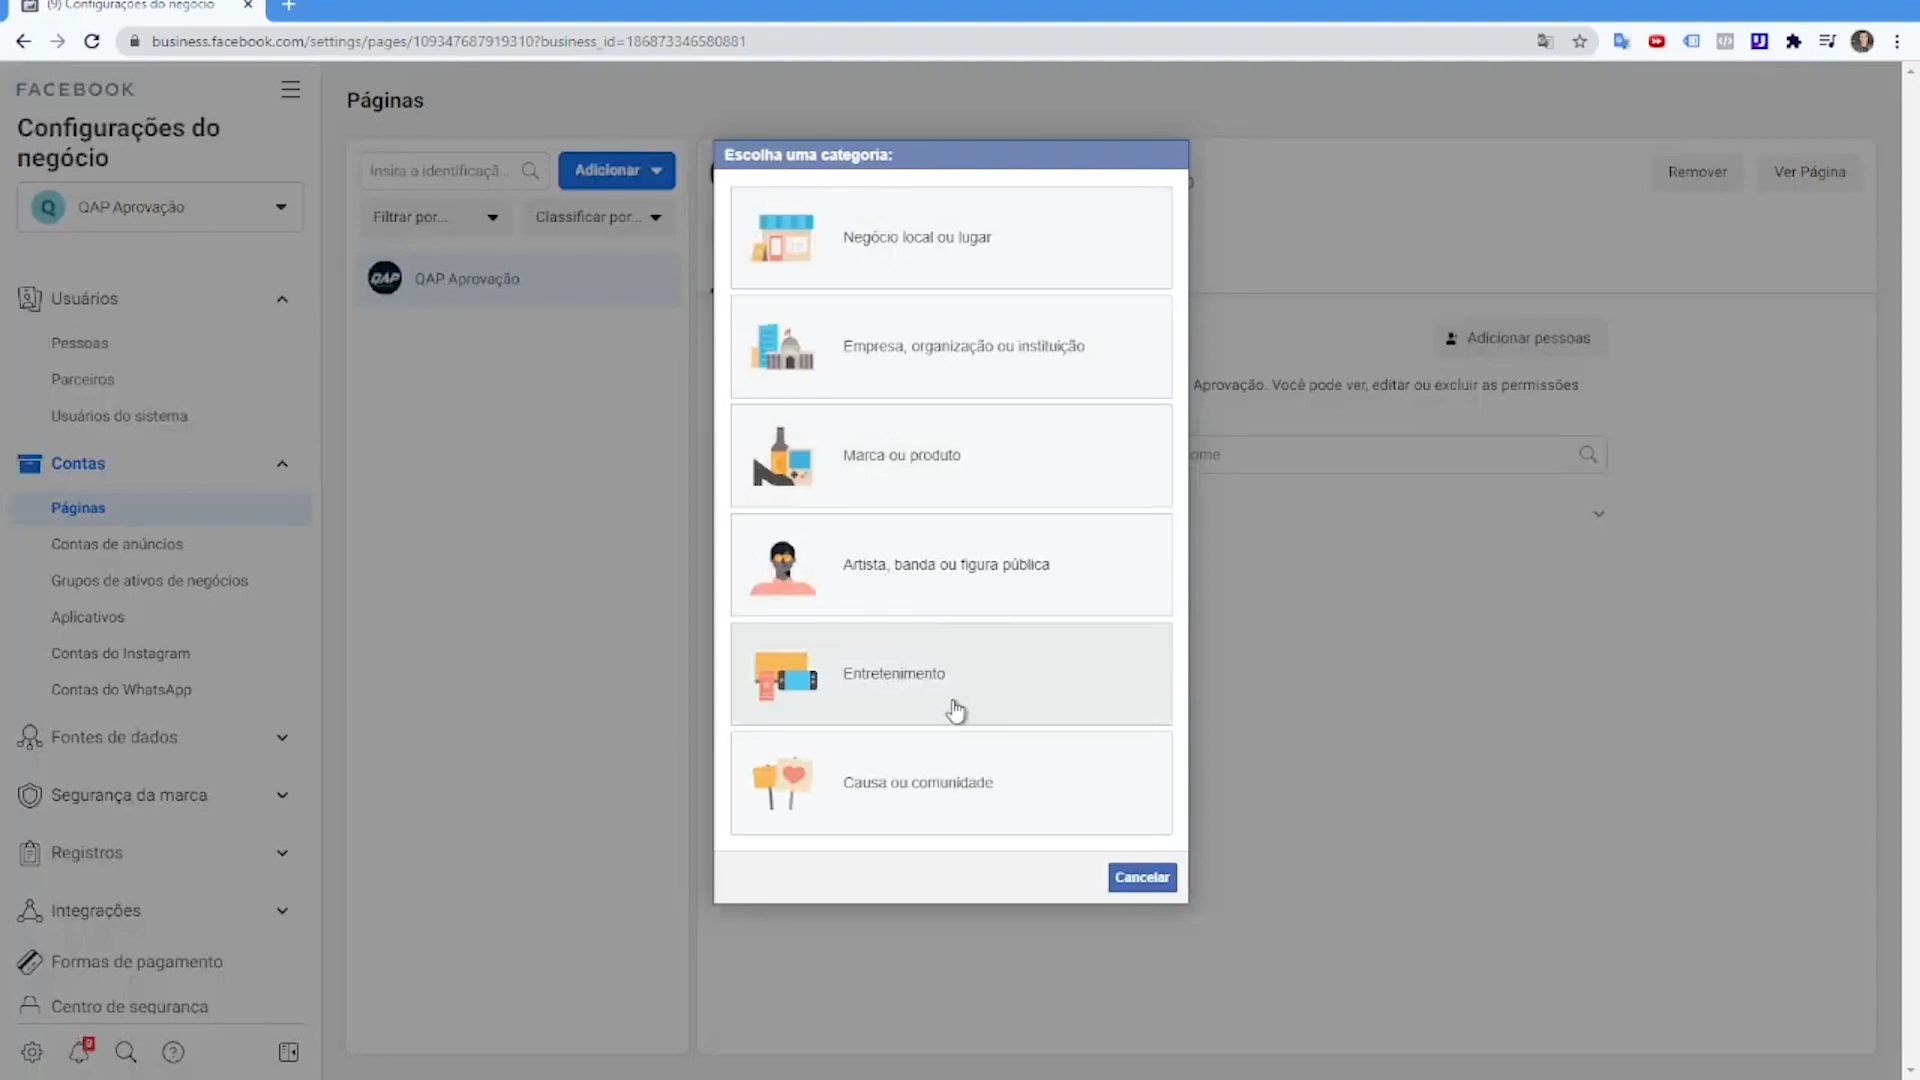 (9) Configurações do negócio
business.facebook.com/settings/pages/109347687919310?business_id=186873346580881
FACEBOOK
Configurações do
negócio
Q
QAP Aprovação
Usuários
Pessoas
Parceiros
Usuários do sistema
Contas
Páginas
Contas de anúncios
Grupos de ativos de negócios
Aplicativos
Contas do Instagram
Contas do WhatsApp
Fontes de dados
Segurança da marca
Registros
Integrações
Formas de pagamento
Centro de segurança
Páginas
Insira a identificaçã...
Adicionar
Filtrar por...
Classificar por...
QAP
QAP Aprovação
Escolha uma categoria:
Negócio local ou lugar
Empresa, organização ou instituição
Marca ou produto
Artista, banda ou figura pública
Entretenimento
Causa ou comunidade
Cancelar
Remover
Ver Página
Adicionar pessoas
Aprovação. Você pode ver, editar ou excluir as permissões
ome